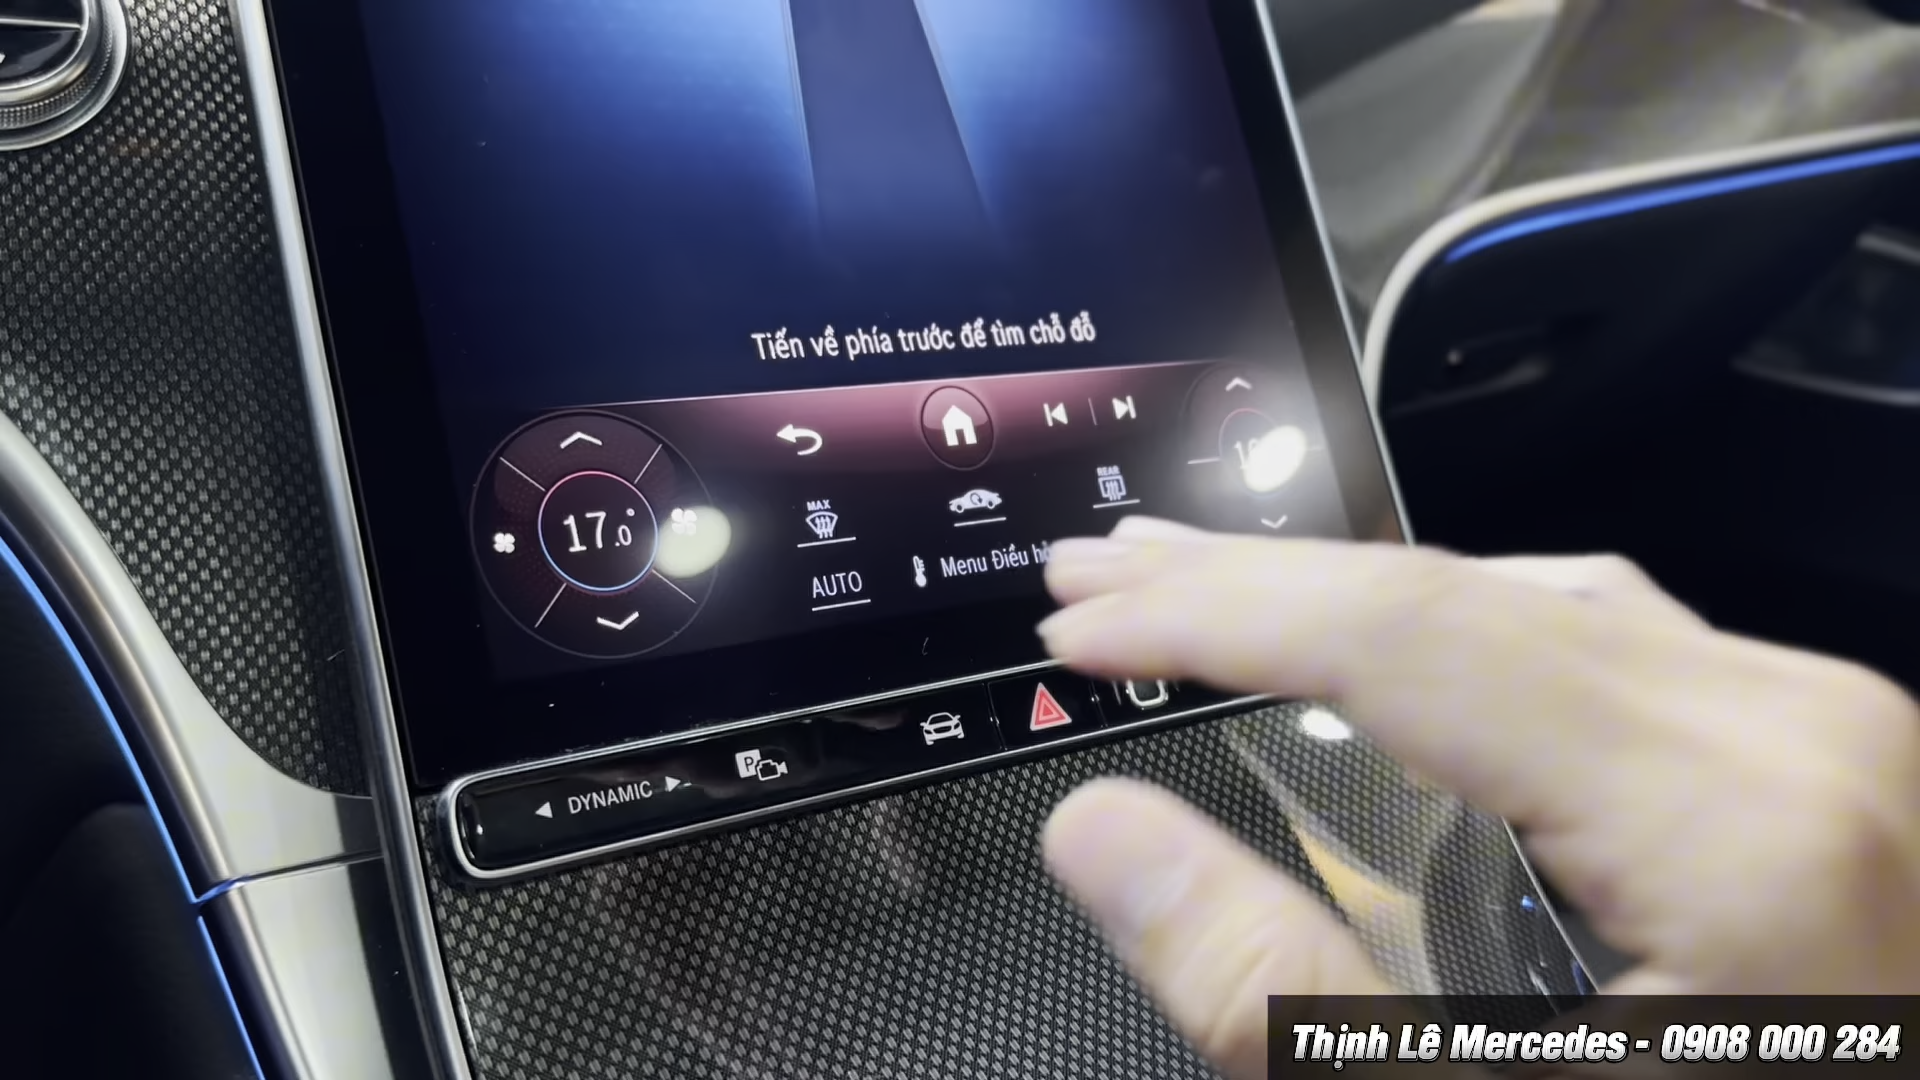 Tiến về phía trước để tìm chỗ đỗ
17.0°
MAX
REAR
AUTO
Menu Điều
DYNAMIC
P
Thịnh Lê Mercedes - 0908 000 284